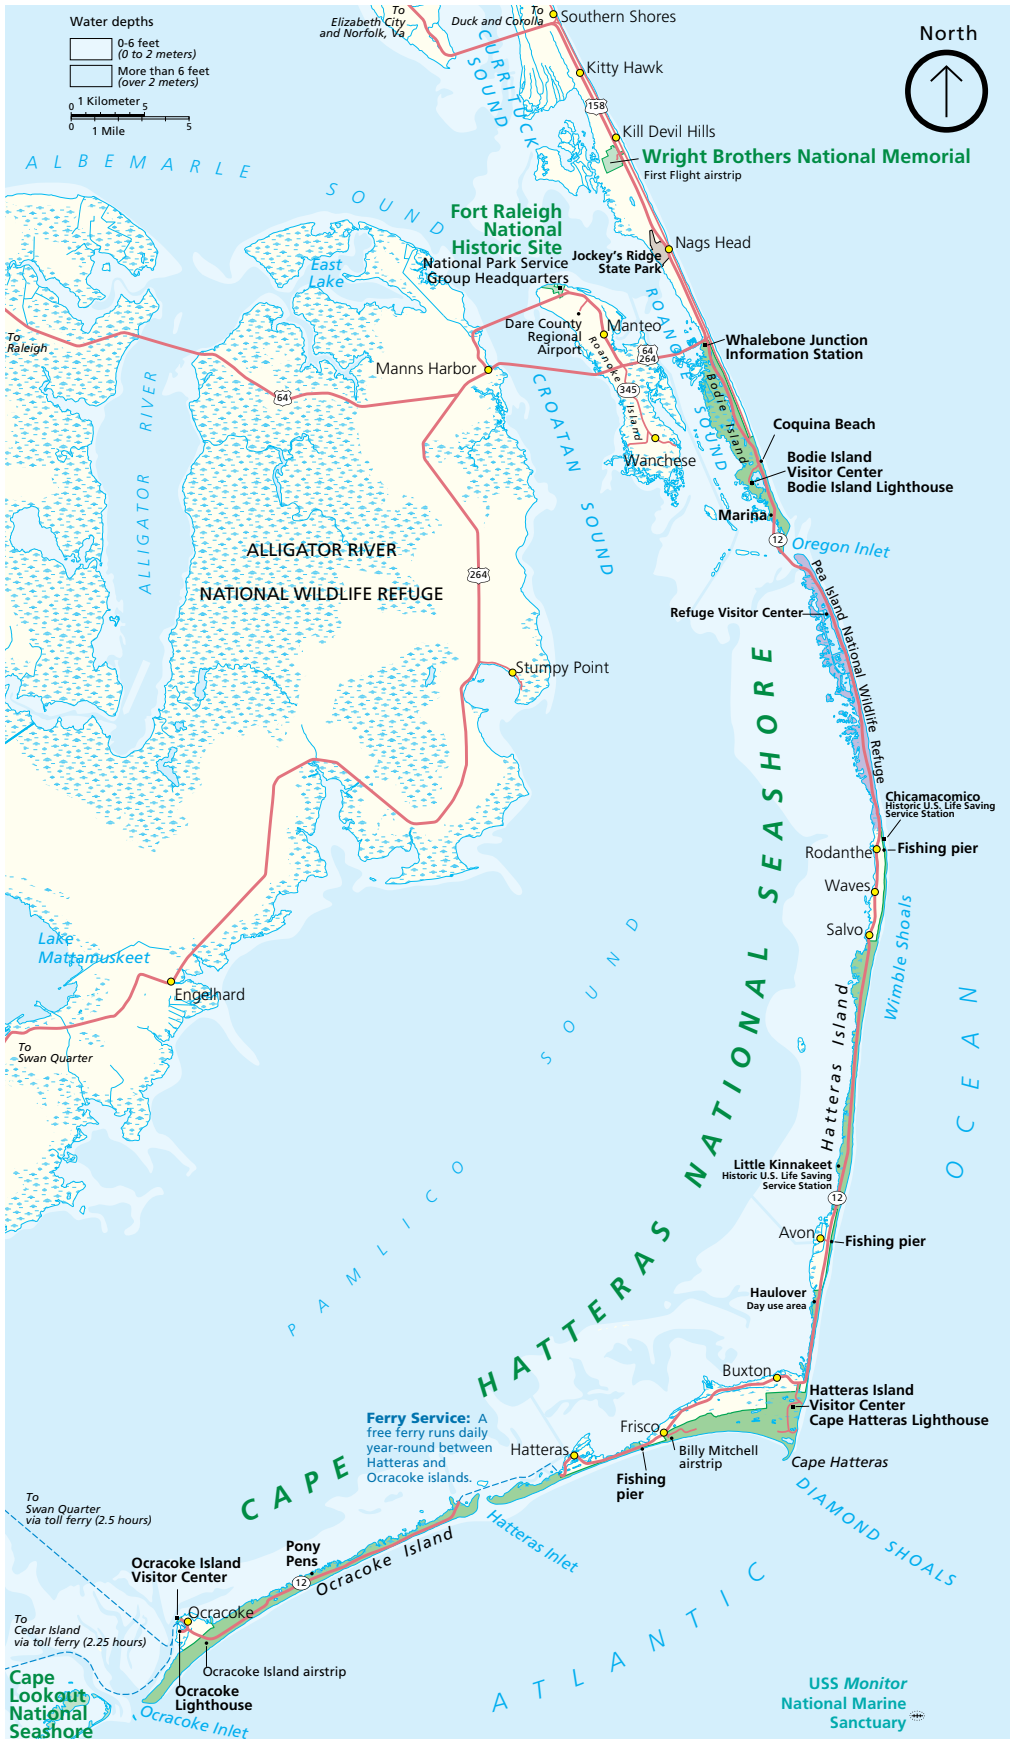 Water depths
0-6 feet
(0 to 2 meters)
More than 6 feet
(over 2 meters)
1 Kilometer
0 5
0 5
1 Mile
To
Elizabeth City
and Norfolk, Va
To
Duck and Corolla
Southern Shores
North
CURRITUCK
SOUND
Kitty Hawk
158
Kill Devil Hills
Wright Brothers National Memorial
First Flight airstrip
ALBEMARLE
SOUND
Fort Raleigh
National
Historic Site
National Park Service
Group Headquarters
Jockey's Ridge
State Park
Nags Head
East
Lake
ROANOKE
SOUND
To
Raleigh
Dare County
Regional
Airport
Manteo
Roanoke
Island
64
264
Whalebone Junction
Information Station
Manns Harbor
64
345
Bodie Island
ALLIGATOR RIVER
CROATAN
SOUND
Wanchese
Coquina Beach
Bodie Island
Visitor Center
Bodie Island Lighthouse
Marina
12
Oregon Inlet
ALLIGATOR RIVER
NATIONAL WILDLIFE REFUGE
264
Pea Island National Wildlife Refuge
Refuge Visitor Center
Stumpy Point
Chicamacomico
Historic U.S. Life Saving
Service Station
Rodanthe
Fishing pier
Waves
Salvo
Wimble Shoals
Lake
Mattamuskeet
Engelhard
To
Swan Quarter
PAMLICO SOUND
Hatteras Island
ATLANTIC OCEAN
CAPE HATTERAS NATIONAL SEASHORE
Little Kinnakeet
Historic U.S. Life Saving
Service Station
12
Avon
Fishing pier
Haulover
Day use area
Buxton
Hatteras Island
Visitor Center
Cape Hatteras Lighthouse
Ferry Service: A
free ferry runs daily
year-round between
Hatteras and
Ocracoke islands.
Frisco
Hatteras
Billy Mitchell
airstrip
Cape Hatteras
Fishing
pier
DIAMOND SHOALS
To
Swan Quarter
via toll ferry (2.5 hours)
Hatteras Inlet
Ocracoke Island
Pony
Pens
12
Ocracoke Island
Visitor Center
Ocracoke
To
Cedar Island
via toll ferry (2.25 hours)
Ocracoke Island airstrip
Ocracoke
Lighthouse
Cape
Lookout
National
Seashore
Ocracoke Inlet
USS Monitor
National Marine
Sanctuary